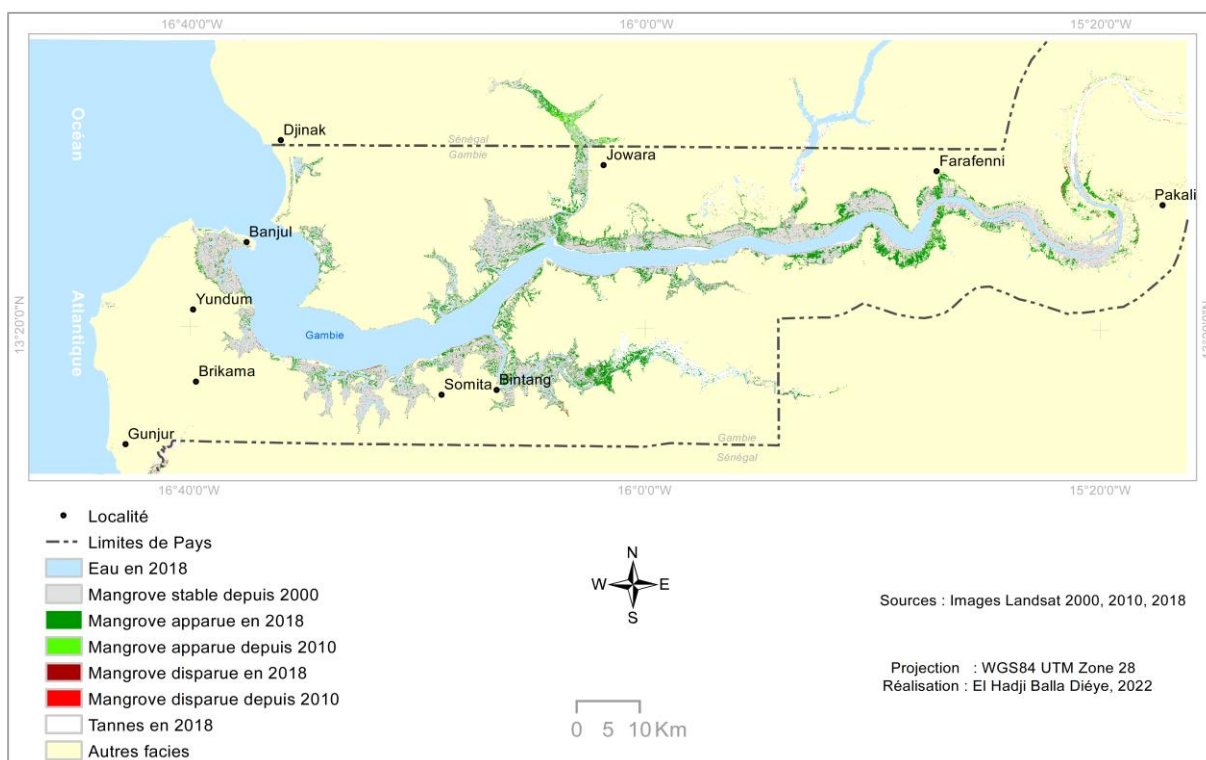 16°40'0"W 16°0'0"W 15°20'0"W
Océan
Atlantique
Djinak
Sénégal
Gambie
Jowara
Farafenni
Pakali
Banjul
Yundum
Gambie
13°20'0"N
Brikama
Somita
Bintang
Gunjur
Gambie
Sénégal
16°40'0"W 16°0'0"W 15°20'0"W
Localité
Limites de Pays
Eau en 2018
Mangrove stable depuis 2000
Mangrove apparue en 2018
Mangrove apparue depuis 2010
Mangrove disparue en 2018
Mangrove disparue depuis 2010
Tannes en 2018
Autres facies
N
W E
S
0 5 10 Km
Sources : Images Landsat 2000, 2010, 2018
Projection : WGS84 UTM Zone 28
Réalisation : El Hadji Balla Diéye, 2022